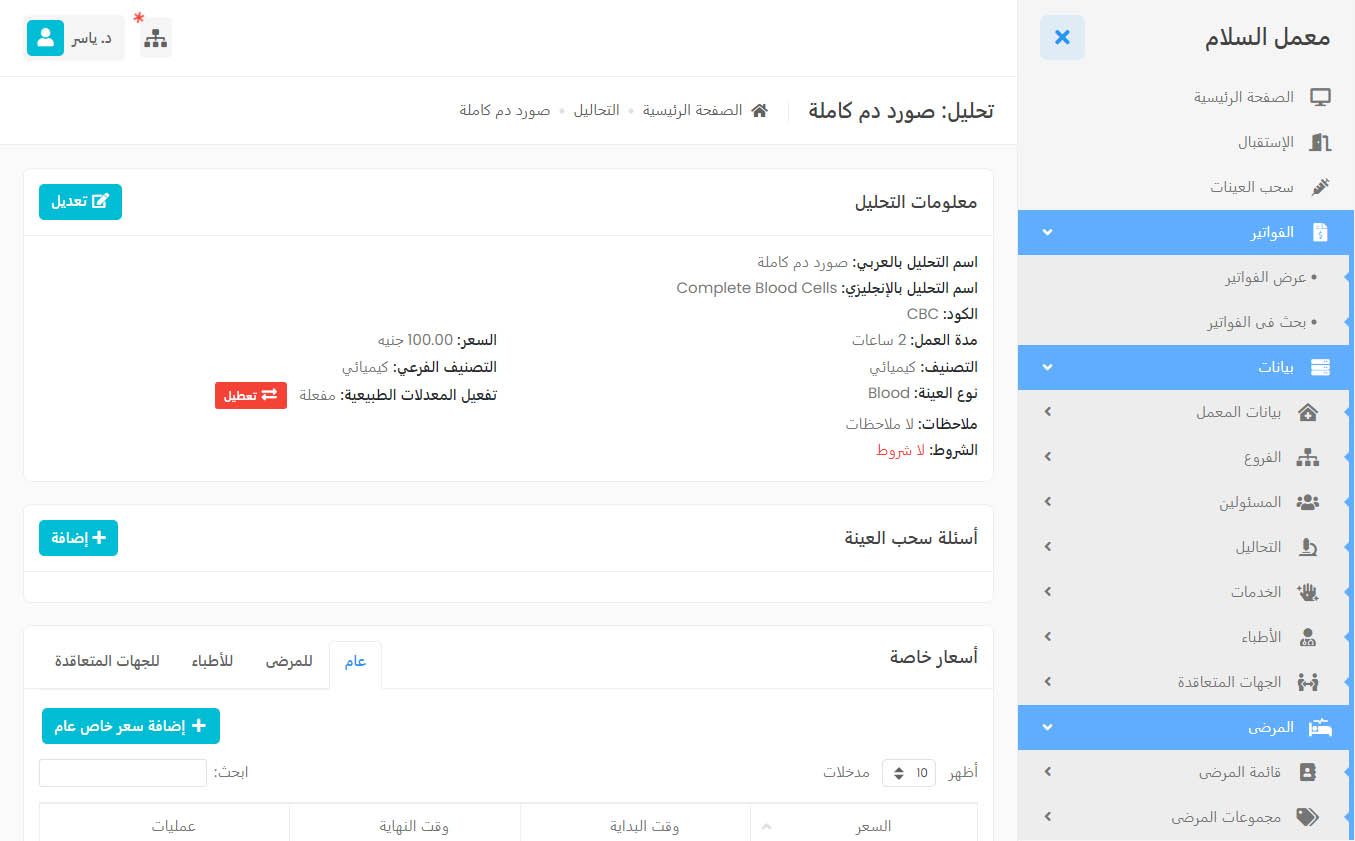 معمل السلام
الصفحة الرئيسية
الإستقبال
سحب العينات
الفواتير
عرض الفواتير
بحث فى الفواتير
بيانات
بيانات المعمل
الفروع
المسئولين
التحاليل
الخدمات
الأطباء
الجهات المتعاقدة
المرضى
قائمة المرضى
مجموعات المرضى
د. ياسر
تحليل: صورد دم كاملة
الصفحة الرئيسية • التحاليل • صورد دم كاملة
معلومات التحليل
تعديل
اسم التحليل بالعربي: صورد دم كاملة
اسم التحليل بالإنجليزي: Complete Blood Cells
الكود: CBC
مدة العمل: 2 ساعات
السعر: 100.00 جنيه
التصنيف: كيميائي
التصنيف الفرعي: كيميائي
نوع العينة: Blood
تفعيل المعدلات الطبيعية: مفعلة
تعطيل
ملاحظات: لا ملاحظات
الشروط: لا شروط
أسئلة سحب العينة
إضافة
أسعار خاصة
عام
للمرضى
للأطباء
للجهات المتعاقدة
إضافة سعر خاص عام
أظهر 10 مدخلات
ابحث:
السعر
وقت البداية
وقت النهاية
عمليات